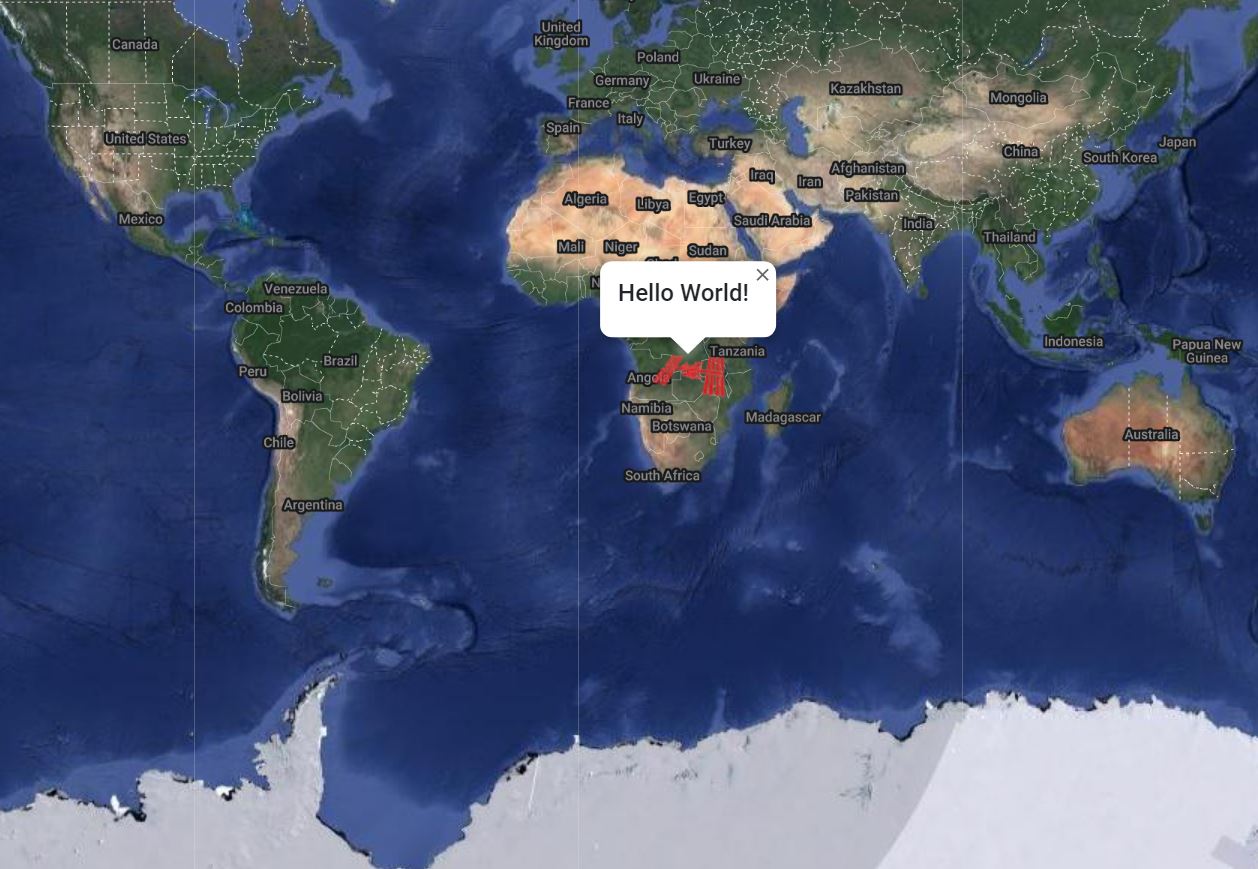 Canada
United
Kingdom
Poland
Germany
Ukraine
Kazakhstan
Mongolia
France
Italy
Spain
United States
Turkey
Japan
China
South Korea
Afghanistan
Iraq
Iran
Pakistan
Algeria
Libya
Egypt
Mexico
Saudi Arabia
India
Thailand
Mali
Niger
Sudan
Hello World!
Venezuela
Colombia
Indonesia
Papua New
Guinea
Tanzania
Brazil
Peru
Angola
Bolivia
Namibia
Madagascar
Botswana
Australia
Chile
South Africa
Argentina